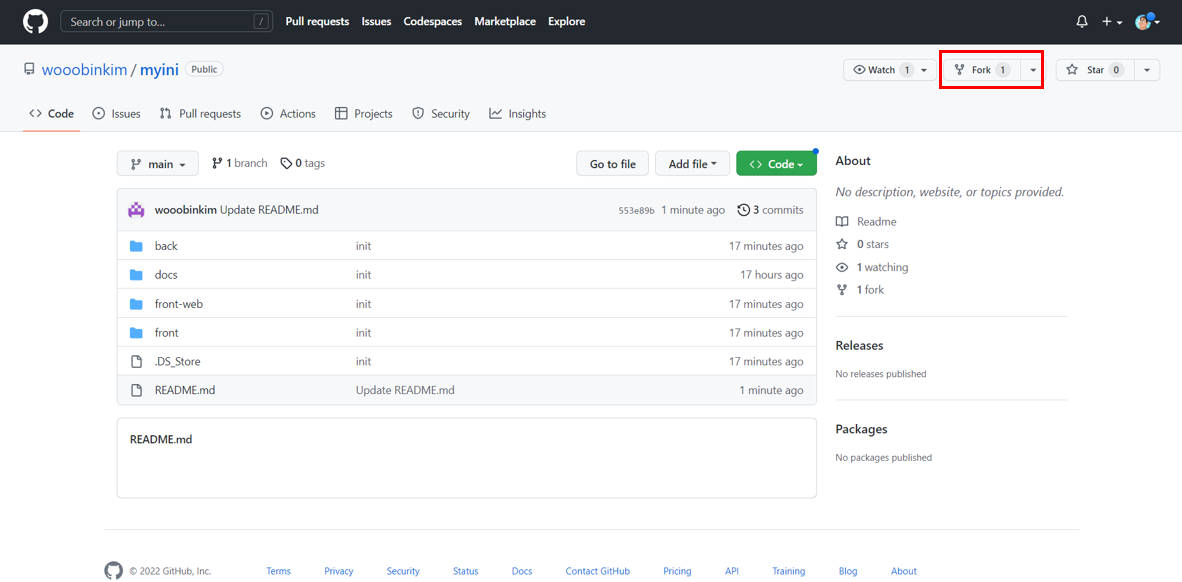 Search or jump to... /
Pull requests Issues Codespaces Marketplace Explore
wooobinkim / myini Public
Watch 1 Fork 1 Star 0
Code Issues Pull requests Actions Projects Security Insights
main 1 branch 0 tags Go to file Add file Code
wooobinkim Update README.md 553e89b 1 minute ago 3 commits
back init 17 minutes ago
docs init 17 hours ago
front-web init 17 minutes ago
front init 17 minutes ago
.DS_Store init 17 minutes ago
README.md Update README.md 1 minute ago
README.md
About
No description, website, or topics provided.
Readme
0 stars
1 watching
1 fork
Releases
No releases published
Packages
No packages published
© 2022 GitHub, Inc. Terms Privacy Security Status Docs Contact GitHub Pricing API Training Blog About